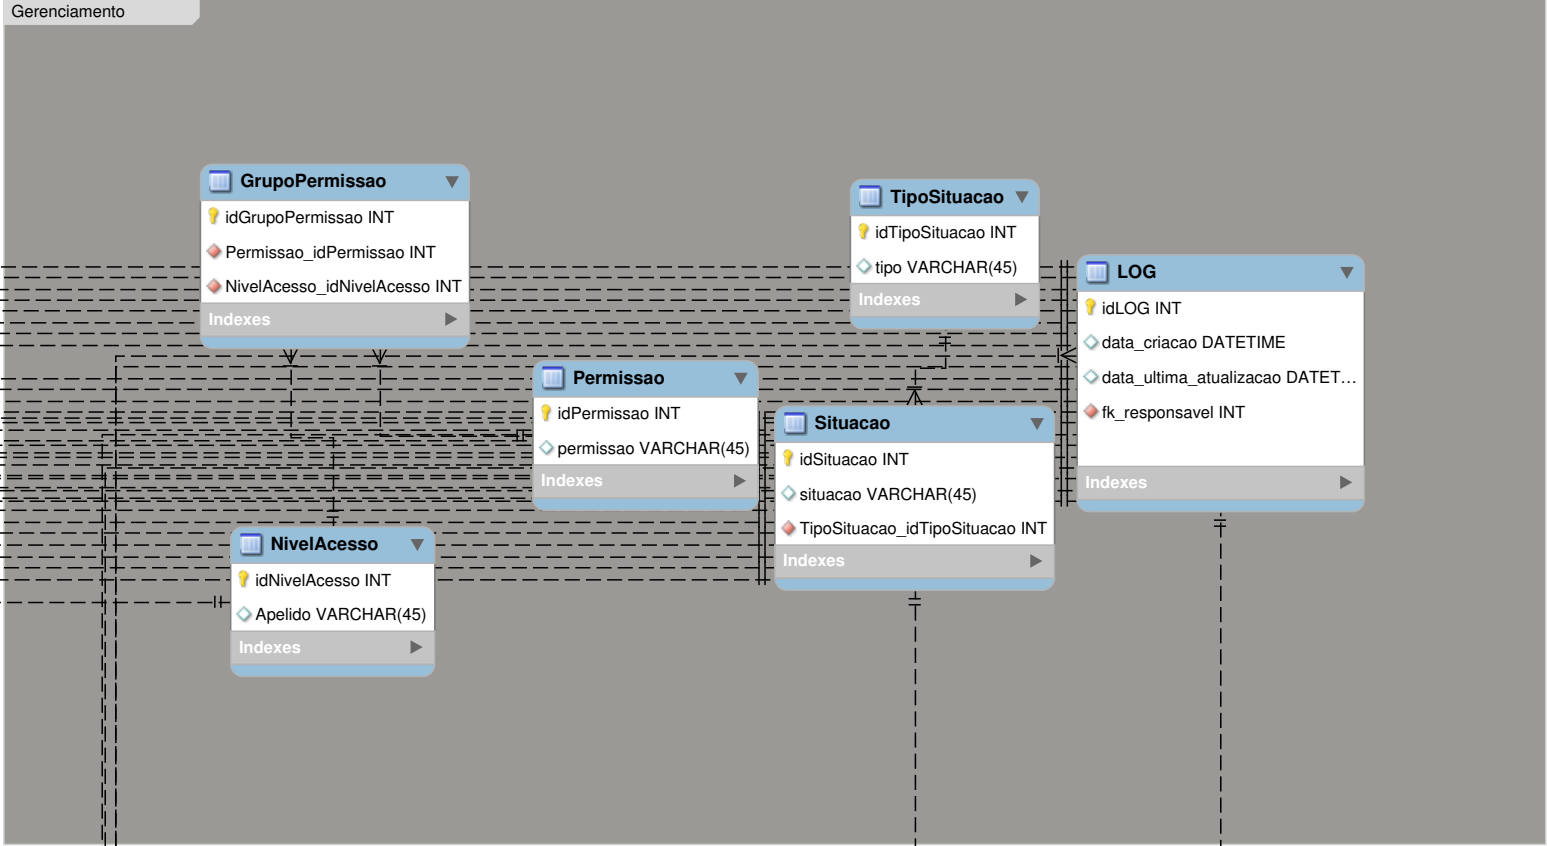 Gerenciamento
GrupoPermissao
idGrupoPermissao INT
Permissao_idPermissao INT
NivelAcesso_idNivelAcesso INT
Indexes
TipoSituacao
idTipoSituacao INT
tipo VARCHAR(45)
Indexes
LOG
idLOG INT
data_criacao DATETIME
data_ultima_atualizacao DATET...
fk_responsavel INT
Indexes
Permissao
idPermissao INT
permissao VARCHAR(45)
Indexes
Situacao
idSituacao INT
situacao VARCHAR(45)
TipoSituacao_idTipoSituacao INT
Indexes
NivelAcesso
idNivelAcesso INT
Apelido VARCHAR(45)
Indexes